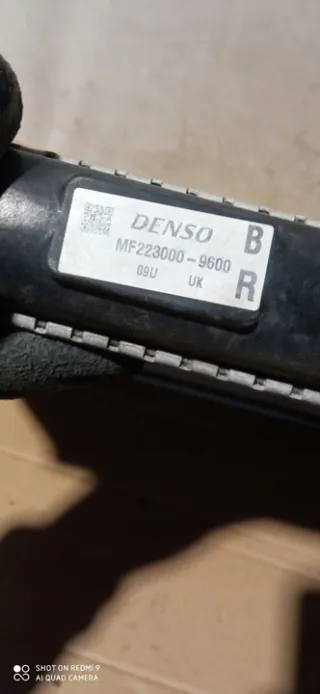 DENSO
B
MF223000-9600
09U UK
R
SHOT ON REDMI 9
AI QUAD CAMERA